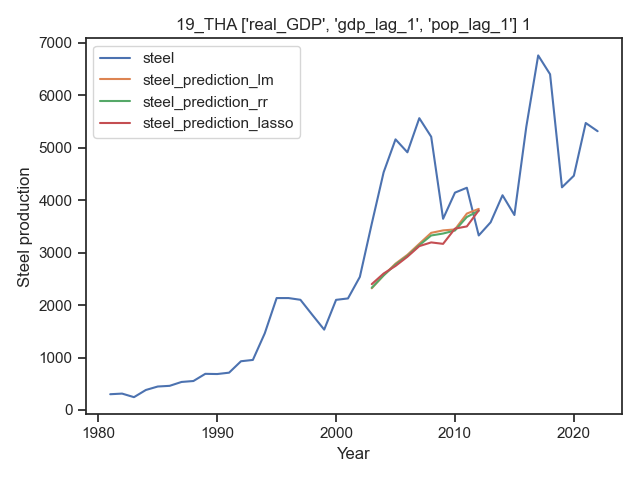 19_THA ['real_GDP', 'gdp_lag_1', 'pop_lag_1'] 1
7000
6000
5000
4000
3000
2000
1000
0
Steel production
steel
steel_prediction_lm
steel_prediction_rr
steel_prediction_lasso
1980
1990
2000
2010
2020
Year